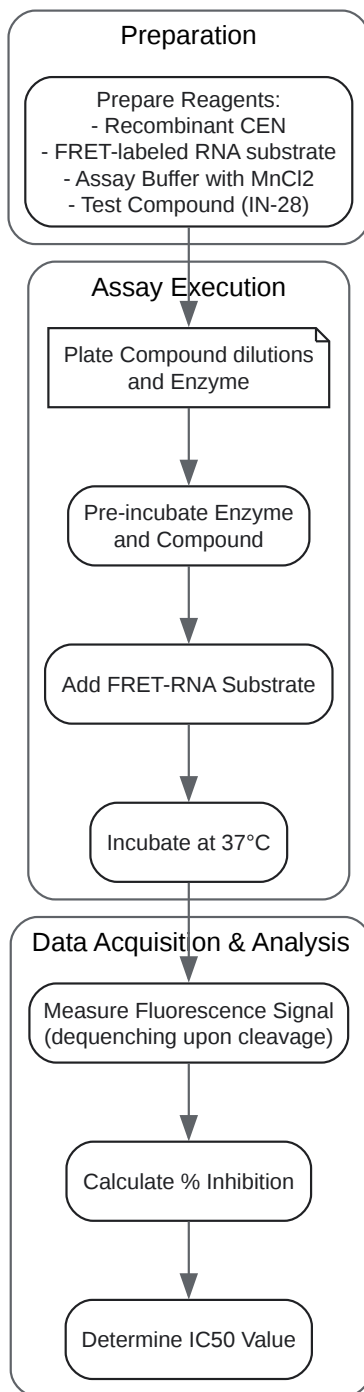 Preparation
Prepare Reagents:
- Recombinant CEN
- FRET-labeled RNA substrate
- Assay Buffer with MnCl2
- Test Compound (IN-28)
Assay Execution
Plate Compound dilutions
and Enzyme
Pre-incubate Enzyme
and Compound
Add FRET-RNA Substrate
Incubate at 37°C
Data Acquisition & Analysis
Measure Fluorescence Signal
(dequenching upon cleavage)
Calculate % Inhibition
Determine IC50 Value